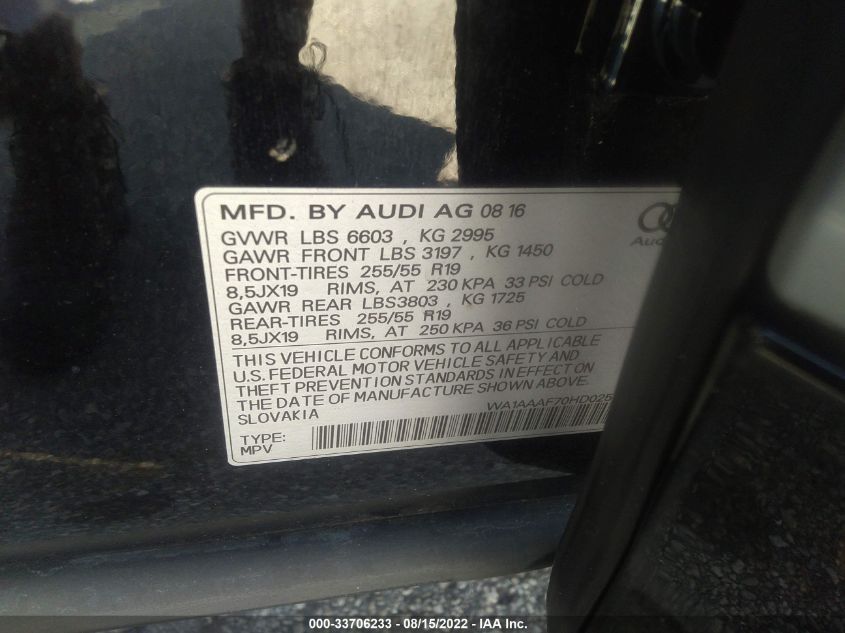 MFD. BY AUDI AG 08 16
GVWR LBS 6603 , KG 2995
GAWR FRONT LBS 3197 , KG 1450
FRONT-TIRES 255/55 R19
8,5JX19 RIMS, AT 230 KPA 33 PSI COLD
GAWR REAR LBS3803 , KG 1725
REAR-TIRES 255/55 R19
8,5JX19 RIMS, AT 250 KPA 36 PSI COLD
THIS VEHICLE CONFORMS TO ALL APPLICABLE
U.S. FEDERAL MOTOR VEHICLE SAFETY AND
THEFT PREVENTION STANDARDS IN EFFECT ON
THE DATE OF MANUFACTURE SHOWN ABOVE.
SLOVAKIA
WA1AAAF70HD025
TYPE:
MPV
000-33706233 - 08/15/2022 - © IAA, Inc.